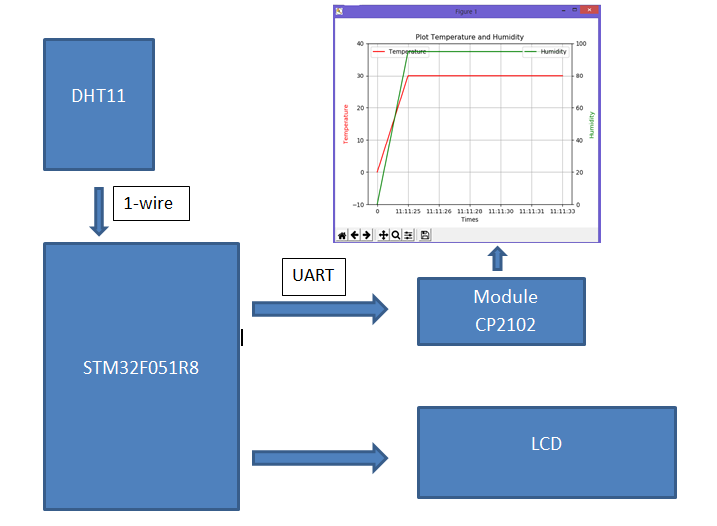 DHT11
1-wire
STM32F051R8
UART
Module
CP2102
LCD
Figure 1
Plot Temperature and Humidity
Temperature
Humidity
40
30
20
10
0
−10
Temperature
100
80
60
40
20
0
Humidity
0 11:11:25 11:11:26 11:11:20 11:11:30 11:11:31 11:11:33
Times